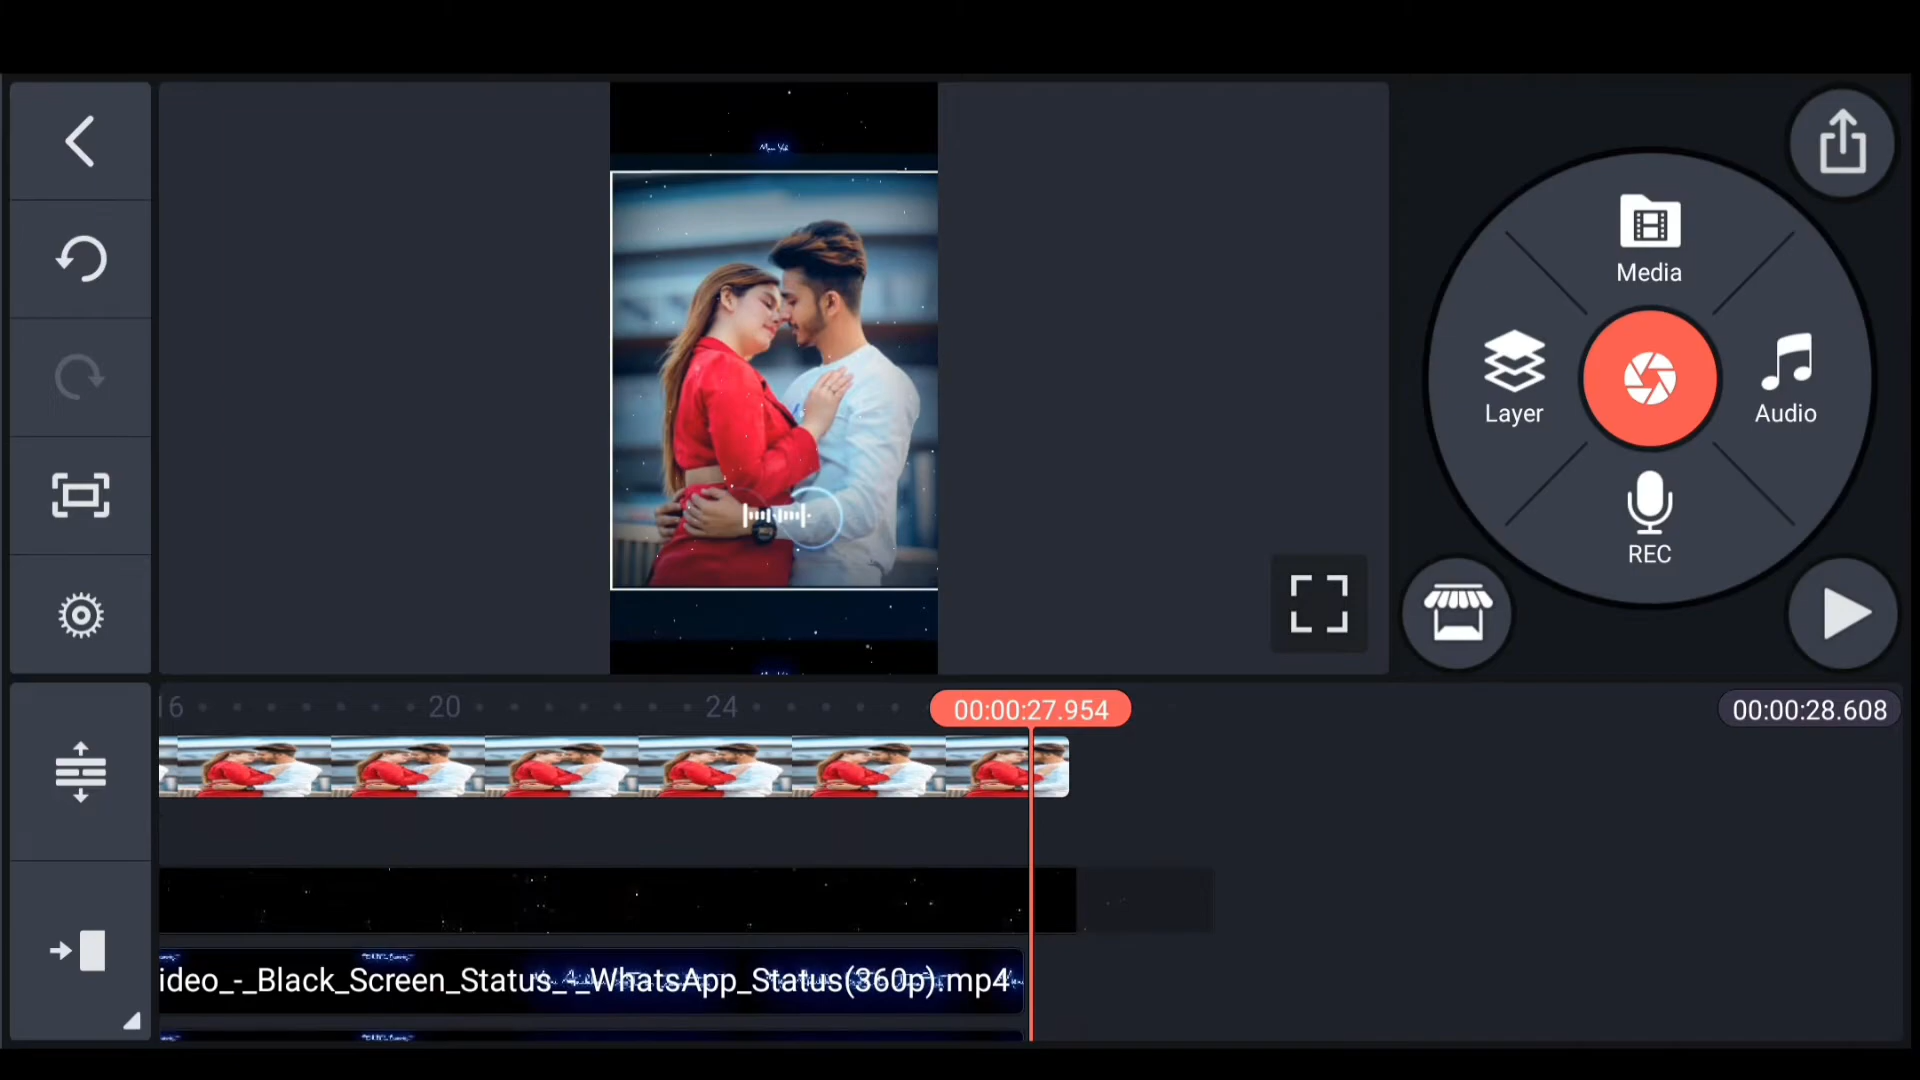 Media
Layer
Audio
REC
16
20
24
00:00:27.954
00:00:28.608
ideo_-_Black_Screen_Status_-_WhatsApp_Status(360p).mp4